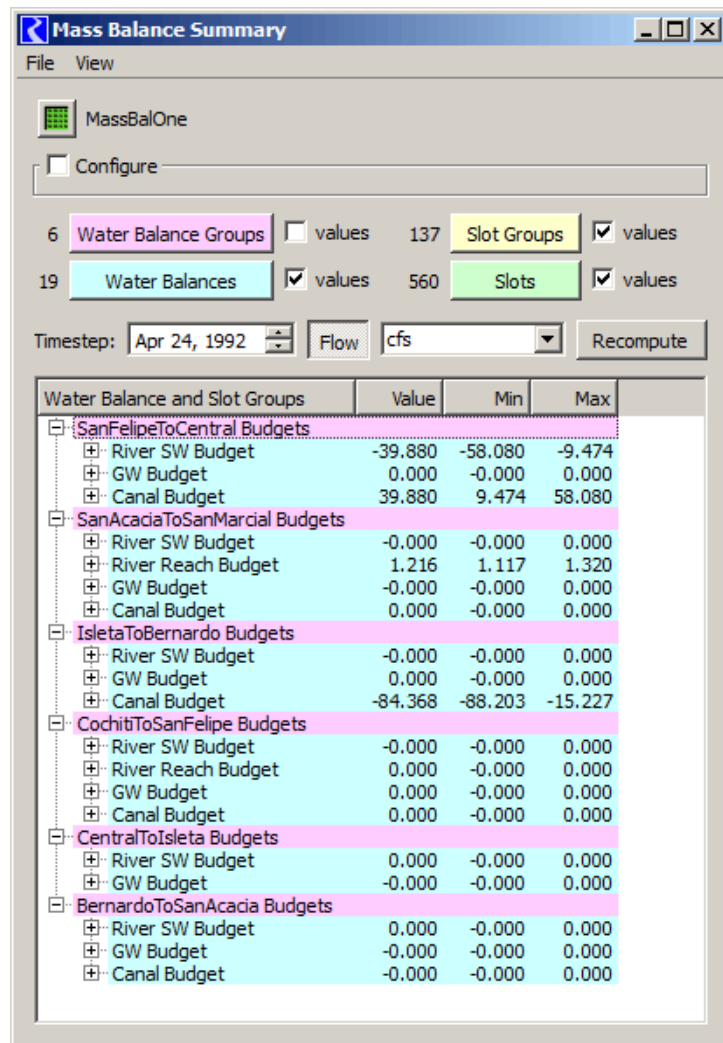 Mass Balance Summary
File View
MassBalOne
Configure
6 Water Balance Groups values 137 Slot Groups values
19 Water Balances values 560 Slots values
Timestep: Apr 24, 1992 Flow cfs Recompute
Water Balance and Slot Groups Value Min Max
SanFelipeToCentral Budgets
River SW Budget -39.880 -58.080 -9.474
GW Budget 0.000 -0.000 0.000
Canal Budget 39.880 9.474 58.080
SanAcaciaToSanMarcial Budgets
River SW Budget -0.000 -0.000 0.000
River Reach Budget 1.216 1.117 1.320
GW Budget -0.000 -0.000 0.000
Canal Budget 0.000 -0.000 0.000
IsletaToBernardo Budgets
River SW Budget -0.000 -0.000 0.000
GW Budget 0.000 -0.000 0.000
Canal Budget -84.368 -88.203 -15.227
CochitiToSanFelipe Budgets
River SW Budget -0.000 -0.000 0.000
River Reach Budget 0.000 -0.000 0.000
GW Budget 0.000 -0.000 0.000
Canal Budget 0.000 -0.000 0.000
CentralToIsleta Budgets
River SW Budget 0.000 -0.000 0.000
GW Budget -0.000 -0.000 0.000
BernardoToSanAcacia Budgets
River SW Budget 0.000 -0.000 0.000
GW Budget -0.000 -0.000 0.000
Canal Budget -0.000 -0.000 0.000